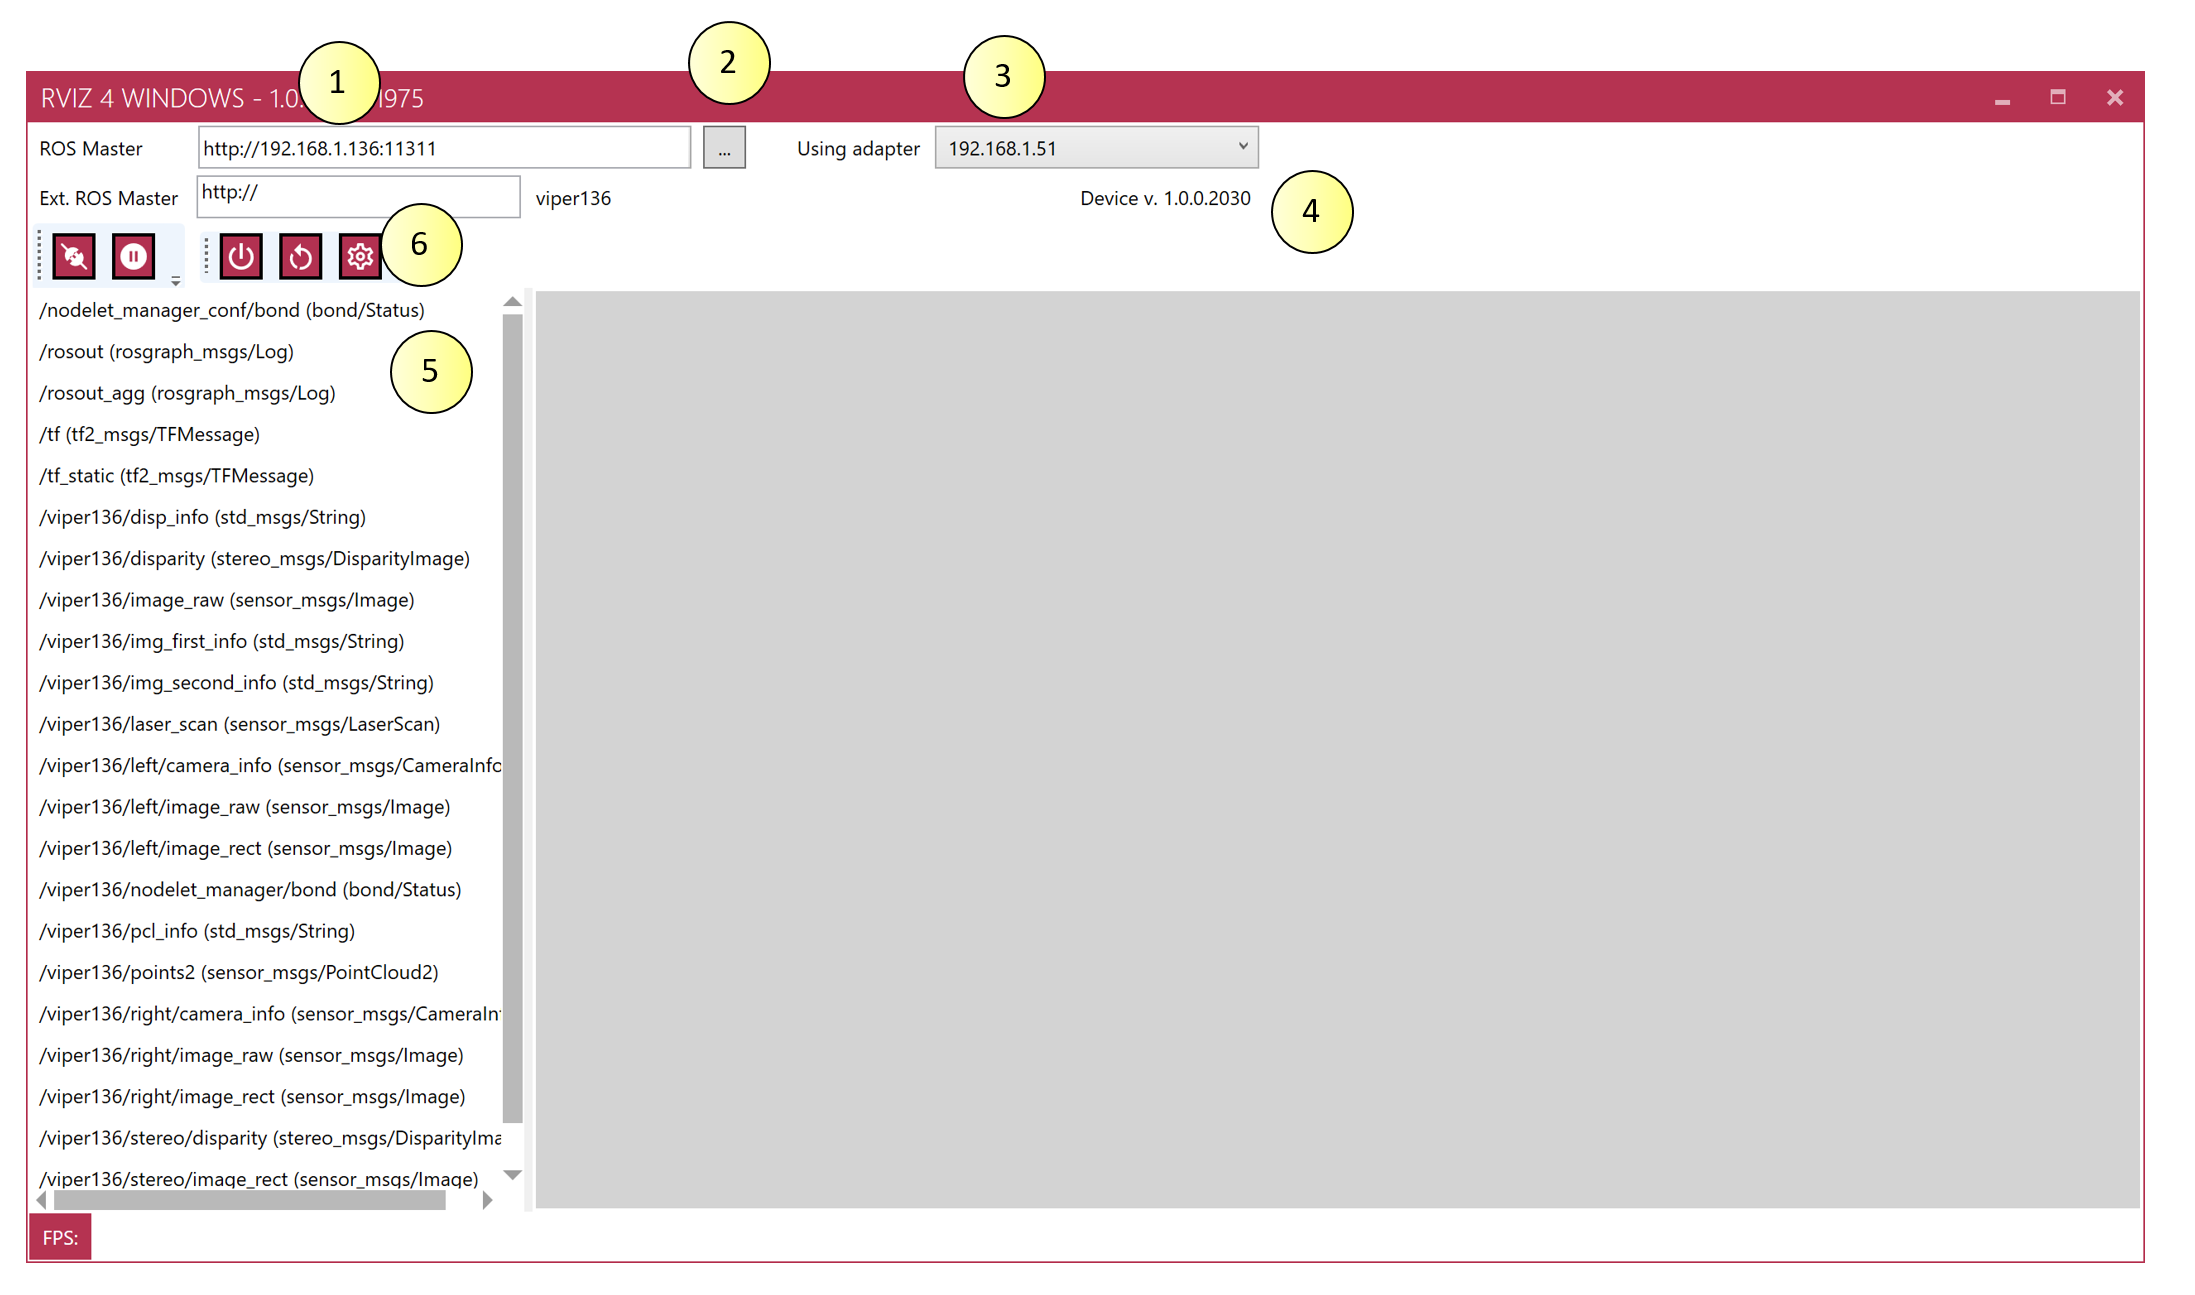 1
2
3
RVIZ 4 WINDOWS - 1.0. 1975
ROS Master http://192.168.1.136:11311 ... Using adapter 192.168.1.51
Ext. ROS Master http:// viper136 Device v. 1.0.0.2030
4
6
/nodelet_manager_conf/bond (bond/Status)
/rosout (rosgraph_msgs/Log)
5
/rosout_agg (rosgraph_msgs/Log)
/tf (tf2_msgs/TFMessage)
/tf_static (tf2_msgs/TFMessage)
/viper136/disp_info (std_msgs/String)
/viper136/disparity (stereo_msgs/DisparityImage)
/viper136/image_raw (sensor_msgs/Image)
/viper136/img_first_info (std_msgs/String)
/viper136/img_second_info (std_msgs/String)
/viper136/laser_scan (sensor_msgs/LaserScan)
/viper136/left/camera_info (sensor_msgs/CameraInfo
/viper136/left/image_raw (sensor_msgs/Image)
/viper136/left/image_rect (sensor_msgs/Image)
/viper136/nodelet_manager/bond (bond/Status)
/viper136/pcl_info (std_msgs/String)
/viper136/points2 (sensor_msgs/PointCloud2)
/viper136/right/camera_info (sensor_msgs/CameraIn
/viper136/right/image_raw (sensor_msgs/Image)
/viper136/right/image_rect (sensor_msgs/Image)
/viper136/stereo/disparity (stereo_msgs/DisparityIma
/viper136/stereo/image_rect (sensor_msgs/Image)
FPS: